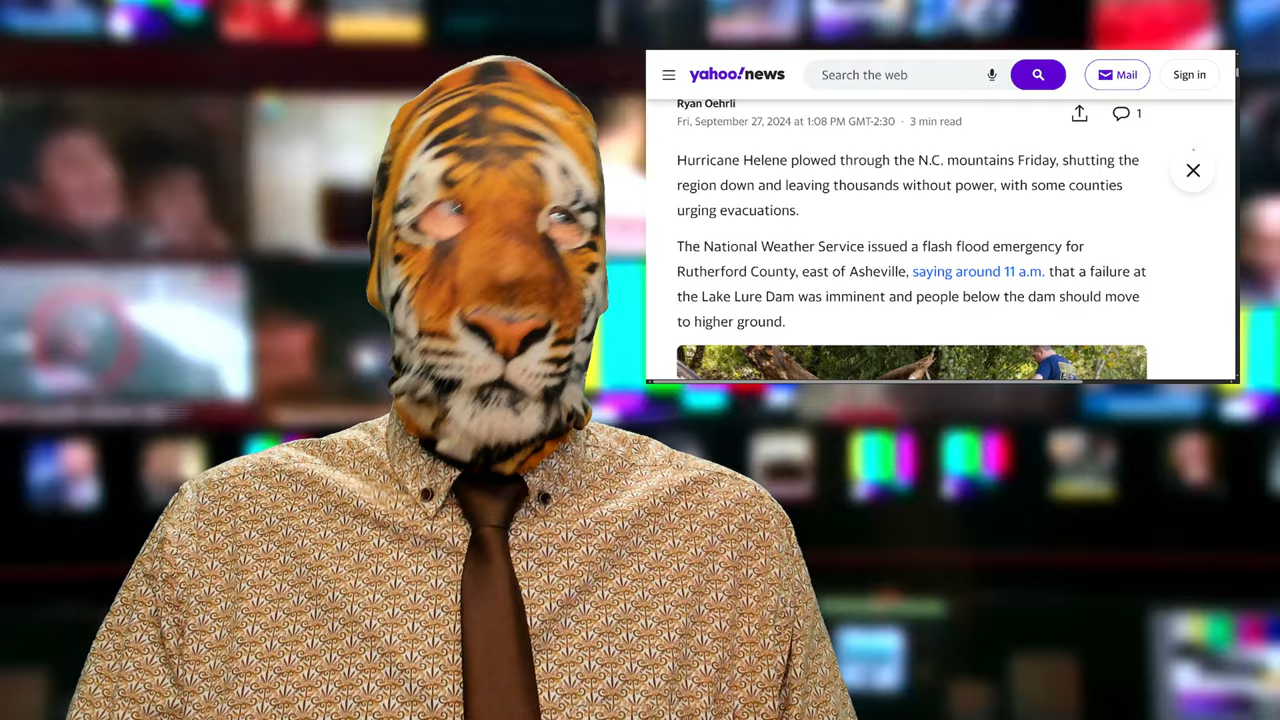 yahoo!news
Search the web
Mail
Sign in
Ryan Oehrli
Fri, September 27, 2024 at 1:08 PM GMT-2:30 · 3 min read
1
Hurricane Helene plowed through the N.C. mountains Friday, shutting the
region down and leaving thousands without power, with some counties
urging evacuations.
The National Weather Service issued a flash flood emergency for
Rutherford County, east of Asheville, saying around 11 a.m. that a failure at
the Lake Lure Dam was imminent and people below the dam should move
to higher ground.